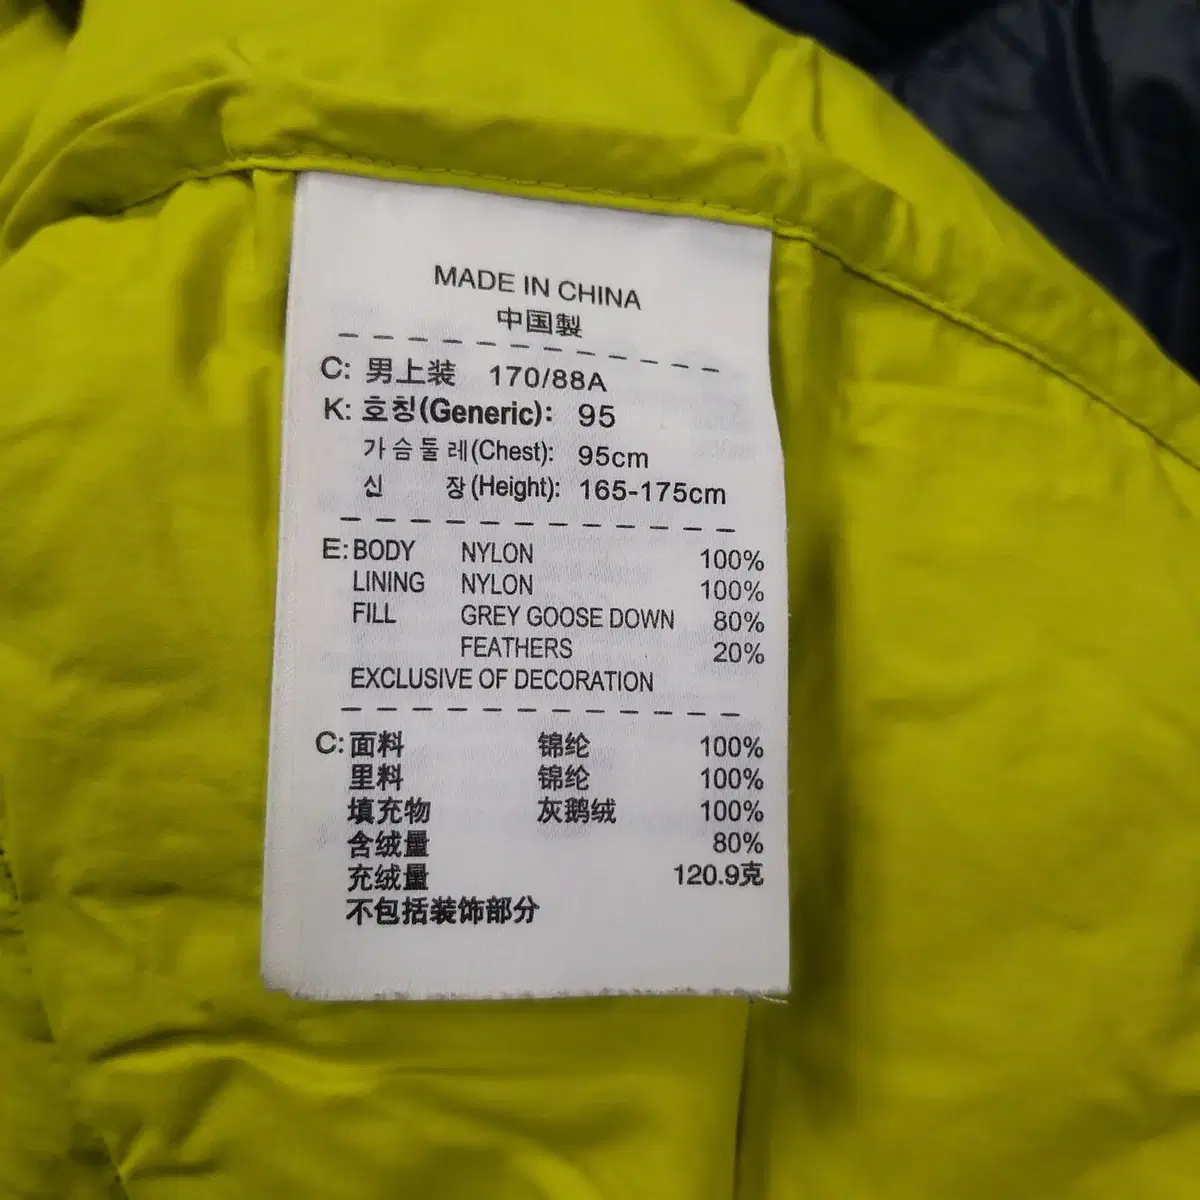 MADE IN CHINA
中国製
C: 男上装 170/88A
K: 호칭(Generic): 95
가슴둘레(Chest): 95cm
신 장(Height): 165-175cm
E: BODY NYLON 100%
LINING NYLON 100%
FILL GREY GOOSE DOWN 80%
FEATHERS 20%
EXCLUSIVE OF DECORATION
C: 面料 锦纶 100%
里料 锦纶 100%
填充物 灰鹅绒 100%
含绒量 80%
充绒量 120.9克
不包括装饰部分